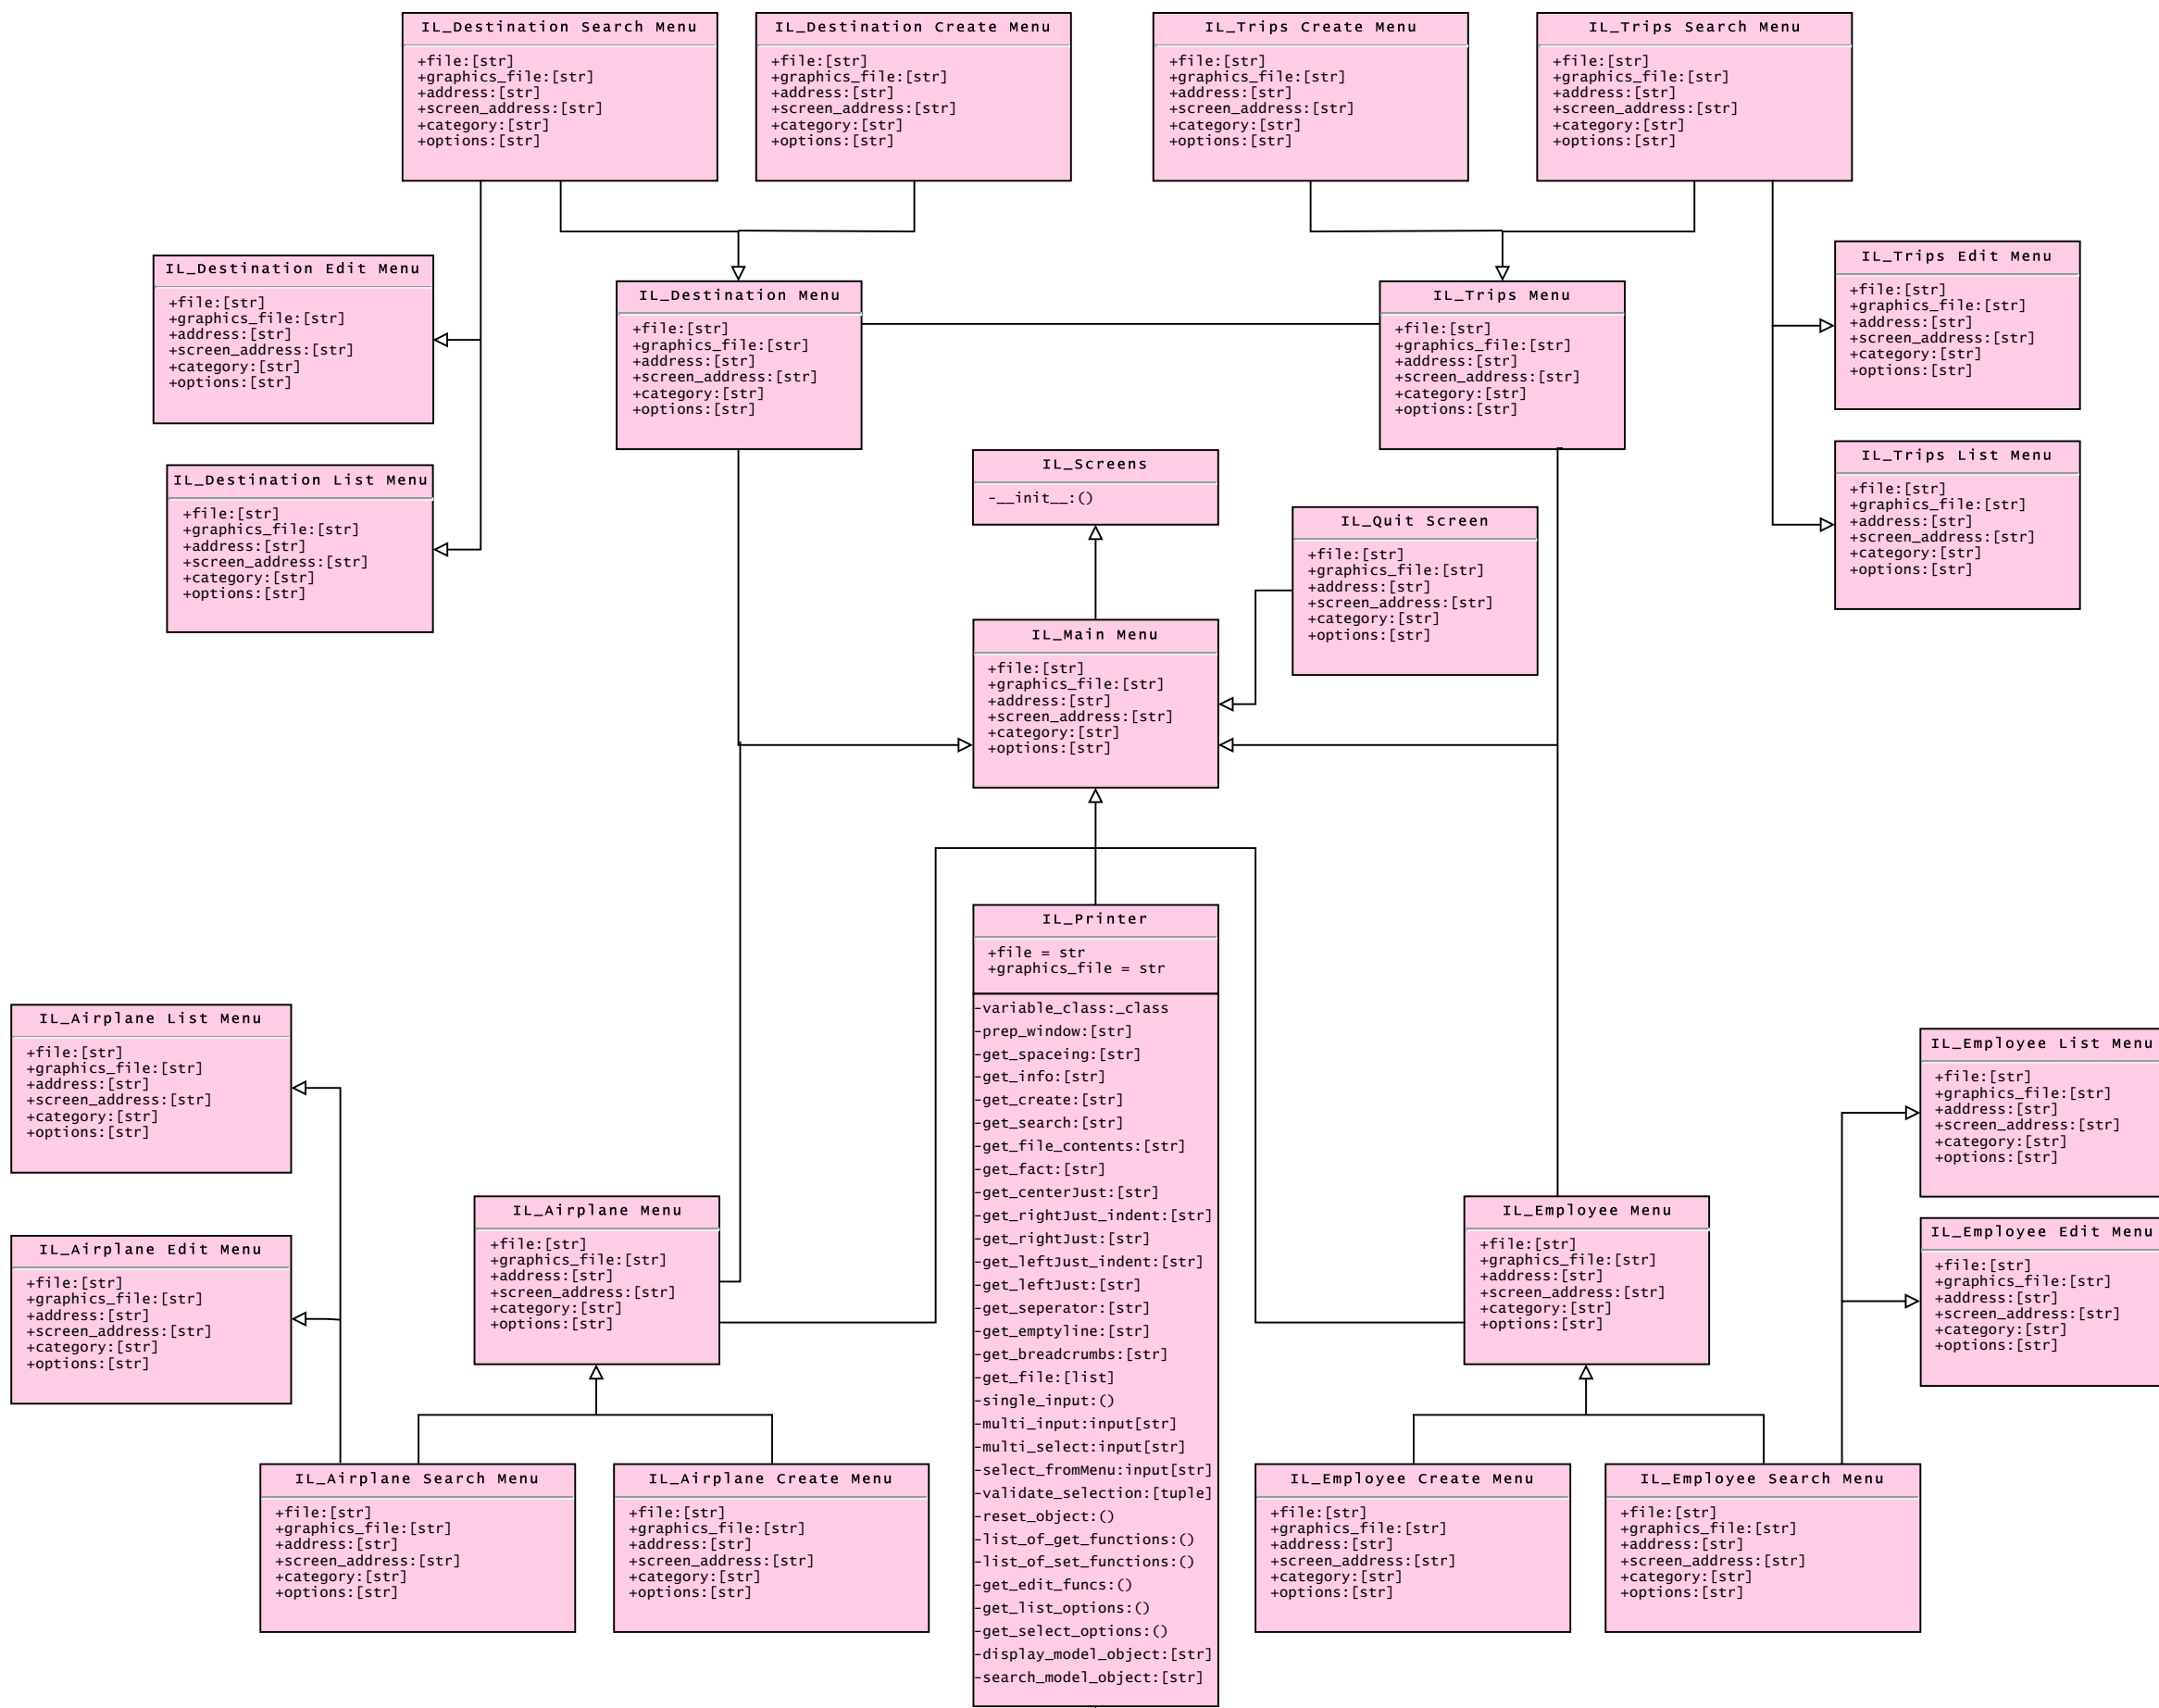 IL_Destination Search Menu
+file:[str]
+graphics_file:[str]
+address:[str]
+screen_address:[str]
+category:[str]
+options:[str]
IL_Destination Create Menu
+file:[str]
+graphics_file:[str]
+address:[str]
+screen_address:[str]
+category:[str]
+options:[str]
IL_Trips Create Menu
+file:[str]
+graphics_file:[str]
+address:[str]
+screen_address:[str]
+category:[str]
+options:[str]
IL_Trips Search Menu
+file:[str]
+graphics_file:[str]
+address:[str]
+screen_address:[str]
+category:[str]
+options:[str]
IL_Destination Edit Menu
+file:[str]
+graphics_file:[str]
+address:[str]
+screen_address:[str]
+category:[str]
+options:[str]
IL_Destination Menu
+file:[str]
+graphics_file:[str]
+address:[str]
+screen_address:[str]
+category:[str]
+options:[str]
IL_Trips Menu
+file:[str]
+graphics_file:[str]
+address:[str]
+screen_address:[str]
+category:[str]
+options:[str]
IL_Trips Edit Menu
+file:[str]
+graphics_file:[str]
+address:[str]
+screen_address:[str]
+category:[str]
+options:[str]
IL_Destination List Menu
+file:[str]
+graphics_file:[str]
+address:[str]
+screen_address:[str]
+category:[str]
+options:[str]
IL_Screens
-__init__:()
IL_Quit Screen
+file:[str]
+graphics_file:[str]
+address:[str]
+screen_address:[str]
+category:[str]
+options:[str]
IL_Trips List Menu
+file:[str]
+graphics_file:[str]
+address:[str]
+screen_address:[str]
+category:[str]
+options:[str]
IL_Main Menu
+file:[str]
+graphics_file:[str]
+address:[str]
+screen_address:[str]
+category:[str]
+options:[str]
IL_Printer
+file = str
+graphics_file = str
-variable_class:_class
-prep_window:[str]
-get_spaceing:[str]
-get_info:[str]
-get_create:[str]
-get_search:[str]
-get_file_contents:[str]
-get_fact:[str]
-get_centerJust:[str]
-get_rightJust_indent:[str]
-get_rightJust:[str]
-get_leftJust_indent:[str]
-get_leftJust:[str]
-get_seperator:[str]
-get_emptyline:[str]
-get_breadcrumbs:[str]
-get_file:[list]
-single_input:()
-multi_input:input[str]
-multi_select:input[str]
-select_fromMenu:input[str]
-validate_selection:[tuple]
-reset_object:()
-list_of_get_functions:()
-list_of_set_functions:()
-get_edit_funcs:()
-get_list_options:()
-get_select_options:()
-display_model_object:[str]
-search_model_object:[str]
IL_Airplane List Menu
+file:[str]
+graphics_file:[str]
+address:[str]
+screen_address:[str]
+category:[str]
+options:[str]
IL_Airplane Edit Menu
+file:[str]
+graphics_file:[str]
+address:[str]
+screen_address:[str]
+category:[str]
+options:[str]
IL_Airplane Menu
+file:[str]
+graphics_file:[str]
+address:[str]
+screen_address:[str]
+category:[str]
+options:[str]
IL_Airplane Search Menu
+file:[str]
+graphics_file:[str]
+address:[str]
+screen_address:[str]
+category:[str]
+options:[str]
IL_Airplane Create Menu
+file:[str]
+graphics_file:[str]
+address:[str]
+screen_address:[str]
+category:[str]
+options:[str]
IL_Employee List Menu
+file:[str]
+graphics_file:[str]
+address:[str]
+screen_address:[str]
+category:[str]
+options:[str]
IL_Employee Menu
+file:[str]
+graphics_file:[str]
+address:[str]
+screen_address:[str]
+category:[str]
+options:[str]
IL_Employee Edit Menu
+file:[str]
+graphics_file:[str]
+address:[str]
+screen_address:[str]
+category:[str]
+options:[str]
IL_Employee Create Menu
+file:[str]
+graphics_file:[str]
+address:[str]
+screen_address:[str]
+category:[str]
+options:[str]
IL_Employee Search Menu
+file:[str]
+graphics_file:[str]
+address:[str]
+screen_address:[str]
+category:[str]
+options:[str]